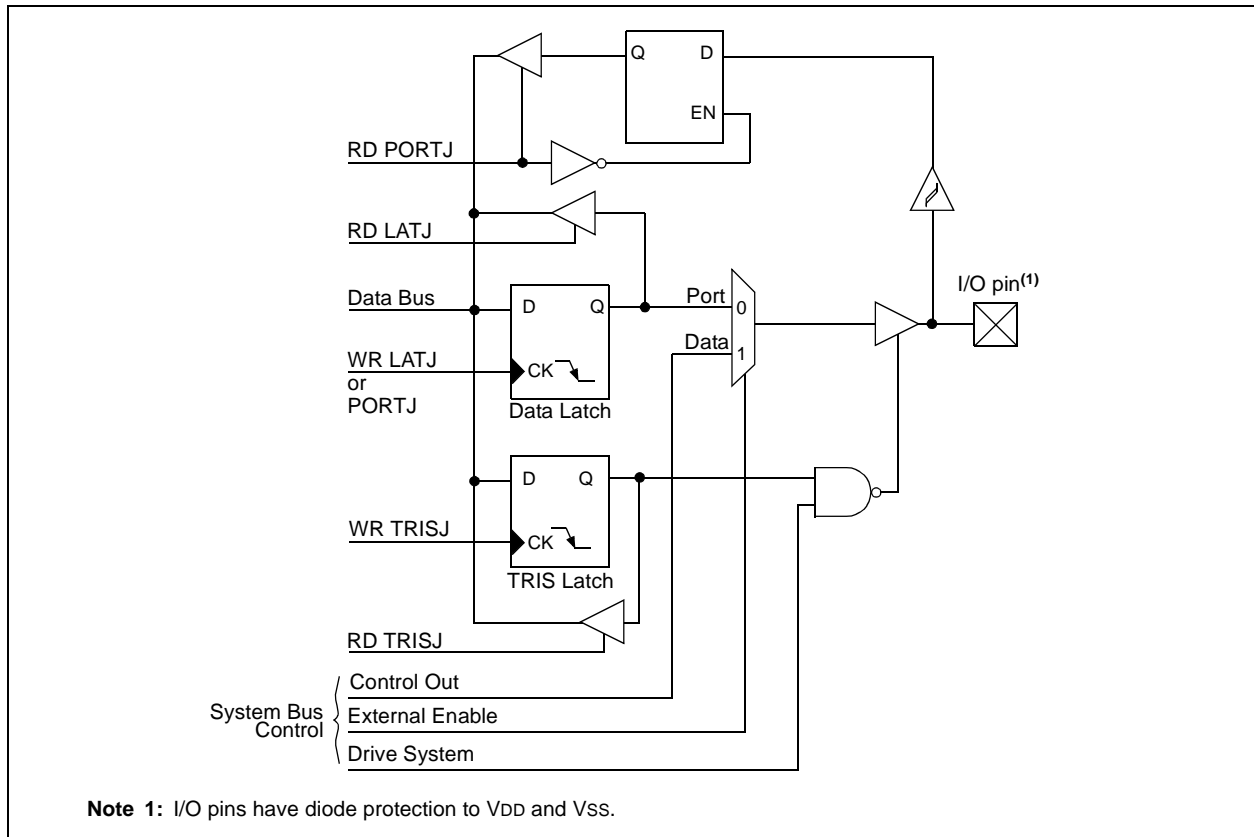 Q D
EN
RD PORTJ
RD LATJ
I/O pin(1)
Data Bus
D Q
Port 0
Data 1
WR LATJ
or
PORTJ
CK
Data Latch
D Q
WR TRISJ
CK
TRIS Latch
RD TRISJ
System Bus
Control
Control Out
External Enable
Drive System
Note 1: I/O pins have diode protection to VDD and VSS.